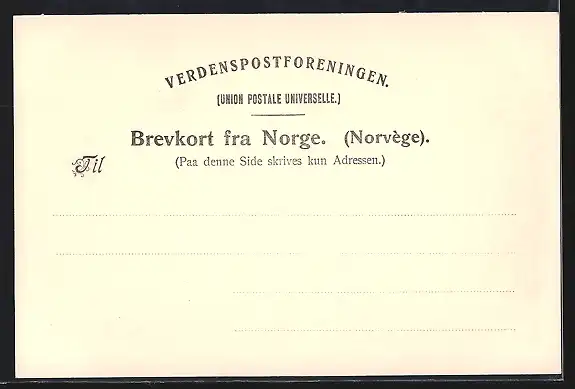 VERDENSPOSTFORENINGEN.
(UNION POSTALE UNIVERSELLE.)
Brevkort fra Norge. (Norvège).
(Paa denne Side skrives kun Adressen.)
Til